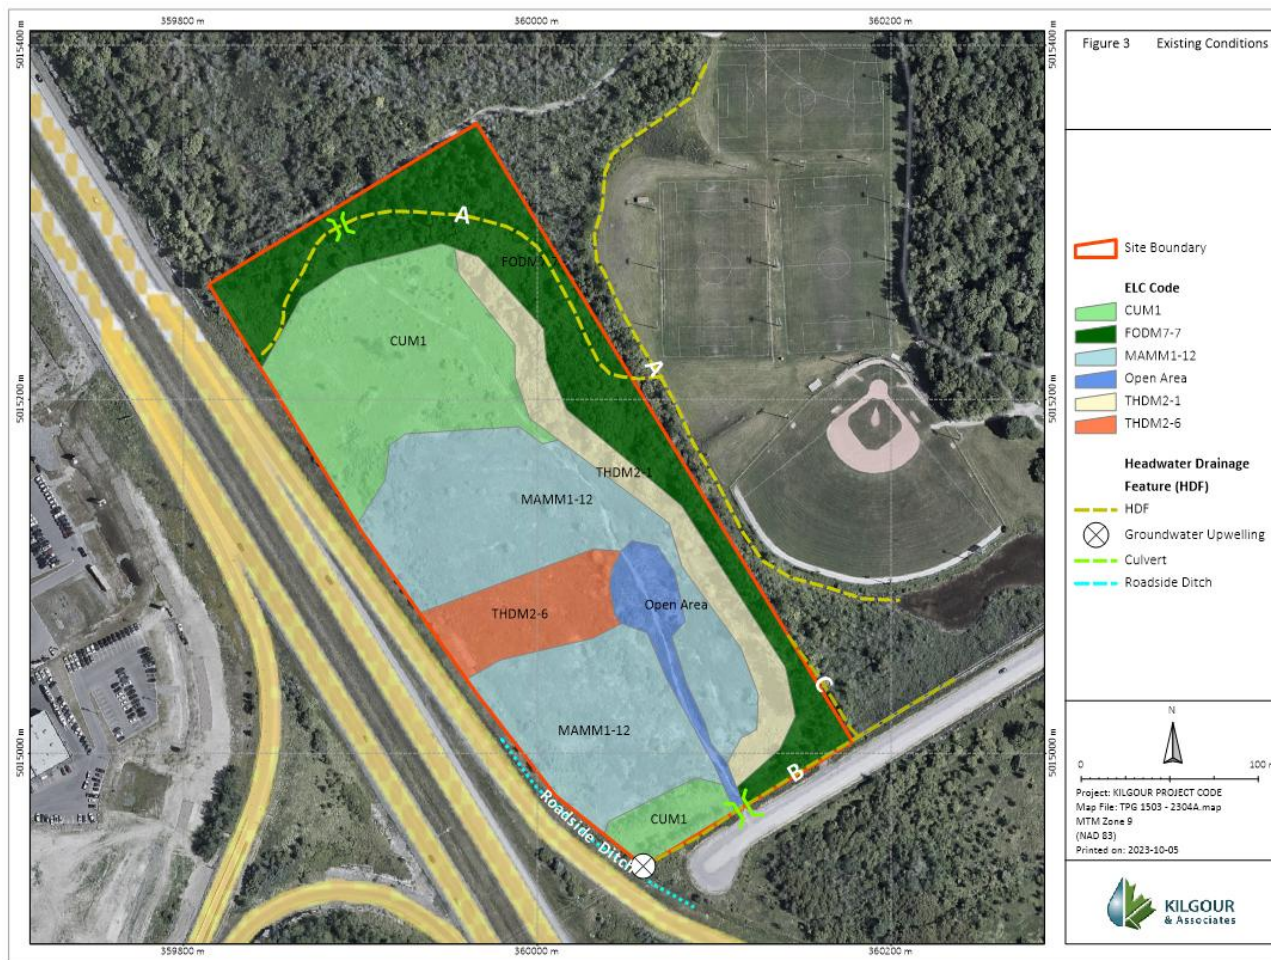 359800 m
360000 m
360200 m
5015400 m
5015400 m
Figure 3 Existing Conditions
A
FODM7-7
CUM1
A
5015200 m
5015200 m
THDM2-1
MAMM1-12
Open Area
THDM2-6
C
MAMM1-12
B
5015000 m
5015000 m
Roadside Ditch
CUM1
359800 m
360000 m
360200 m
Site Boundary
ELC Code
CUM1
FODM7-7
MAMM1-12
Open Area
THDM2-1
THDM2-6
Headwater Drainage
Feature (HDF)
HDF
Groundwater Upwelling
Culvert
Roadside Ditch
N
0 100 m
Project: KILGOUR PROJECT CODE
Map File: TPG 1503 - 2304A.map
MTM Zone 9
(NAD 83)
Printed on: 2023-10-05
KILGOUR
& Associates